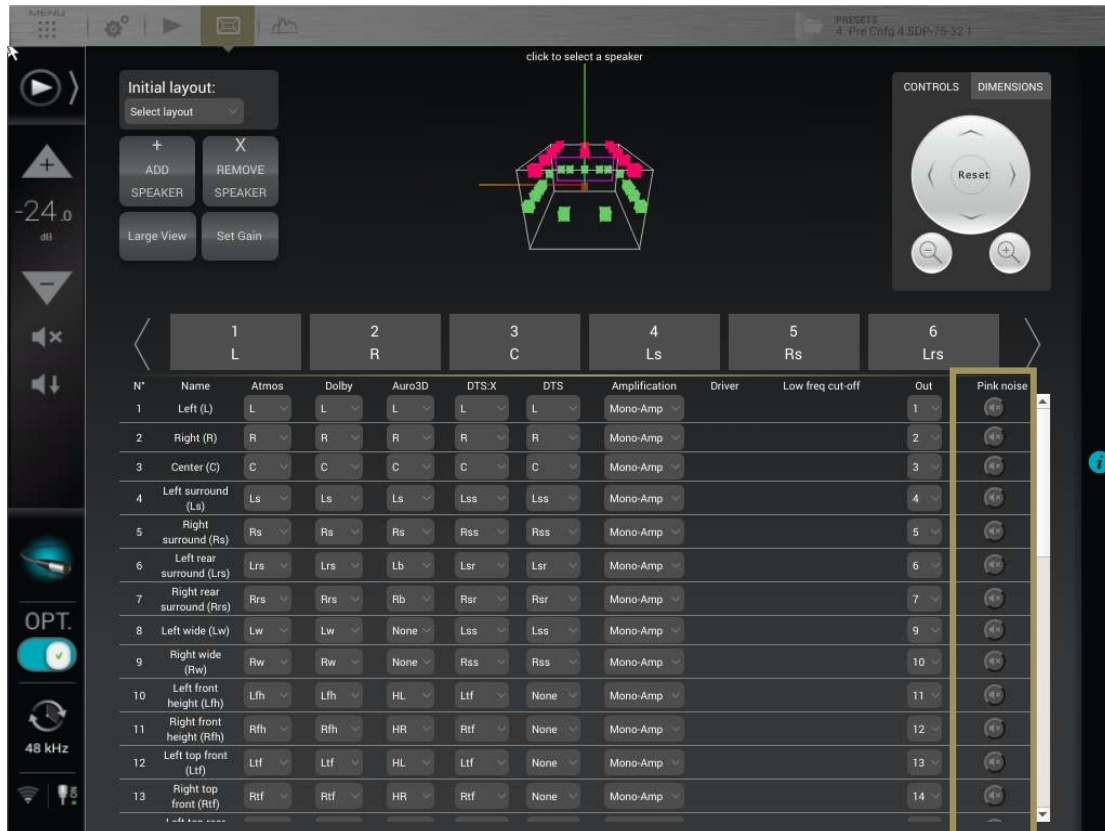 MENU
PRESETS
4. Pre Cnfg 4 SDP-75-32 1
click to select a speaker
Initial layout:
Select layout
+ ADD SPEAKER
X REMOVE SPEAKER
Large View
Set Gain
CONTROLS DIMENSIONS
Reset
-24.0
dB
1 2 3 4 5 6
L R C Ls Rs Lrs
N° Name Atmos Dolby Auro3D DTS:X DTS Amplification Driver Low freq cut-off Out Pink noise
1 Left (L) L L L L L Mono-Amp 1
2 Right (R) R R R R R Mono-Amp 2
3 Center (C) C C C C C Mono-Amp 3
4 Left surround (Ls) Ls Ls Ls Lss Lss Mono-Amp 4
5 Right surround (Rs) Rs Rs Rs Rss Rss Mono-Amp 5
6 Left rear surround (Lrs) Lrs Lrs Lb Lsr Lsr Mono-Amp 6
7 Right rear surround (Rrs) Rrs Rrs Rb Rsr Rsr Mono-Amp 7
8 Left wide (Lw) Lw Lw None Lss Lss Mono-Amp 9
9 Right wide (Rw) Rw Rw None Rss Rss Mono-Amp 10
10 Left front height (Lfh) Lfh Lfh HL Ltf None Mono-Amp 11
11 Right front height (Rfh) Rfh Rfh HR Rtf None Mono-Amp 12
12 Left top front (Ltf) Ltf Ltf HL Ltf None Mono-Amp 13
13 Right top front (Rtf) Rtf Rtf HR Rtf None Mono-Amp 14
OPT.
48 kHz
i